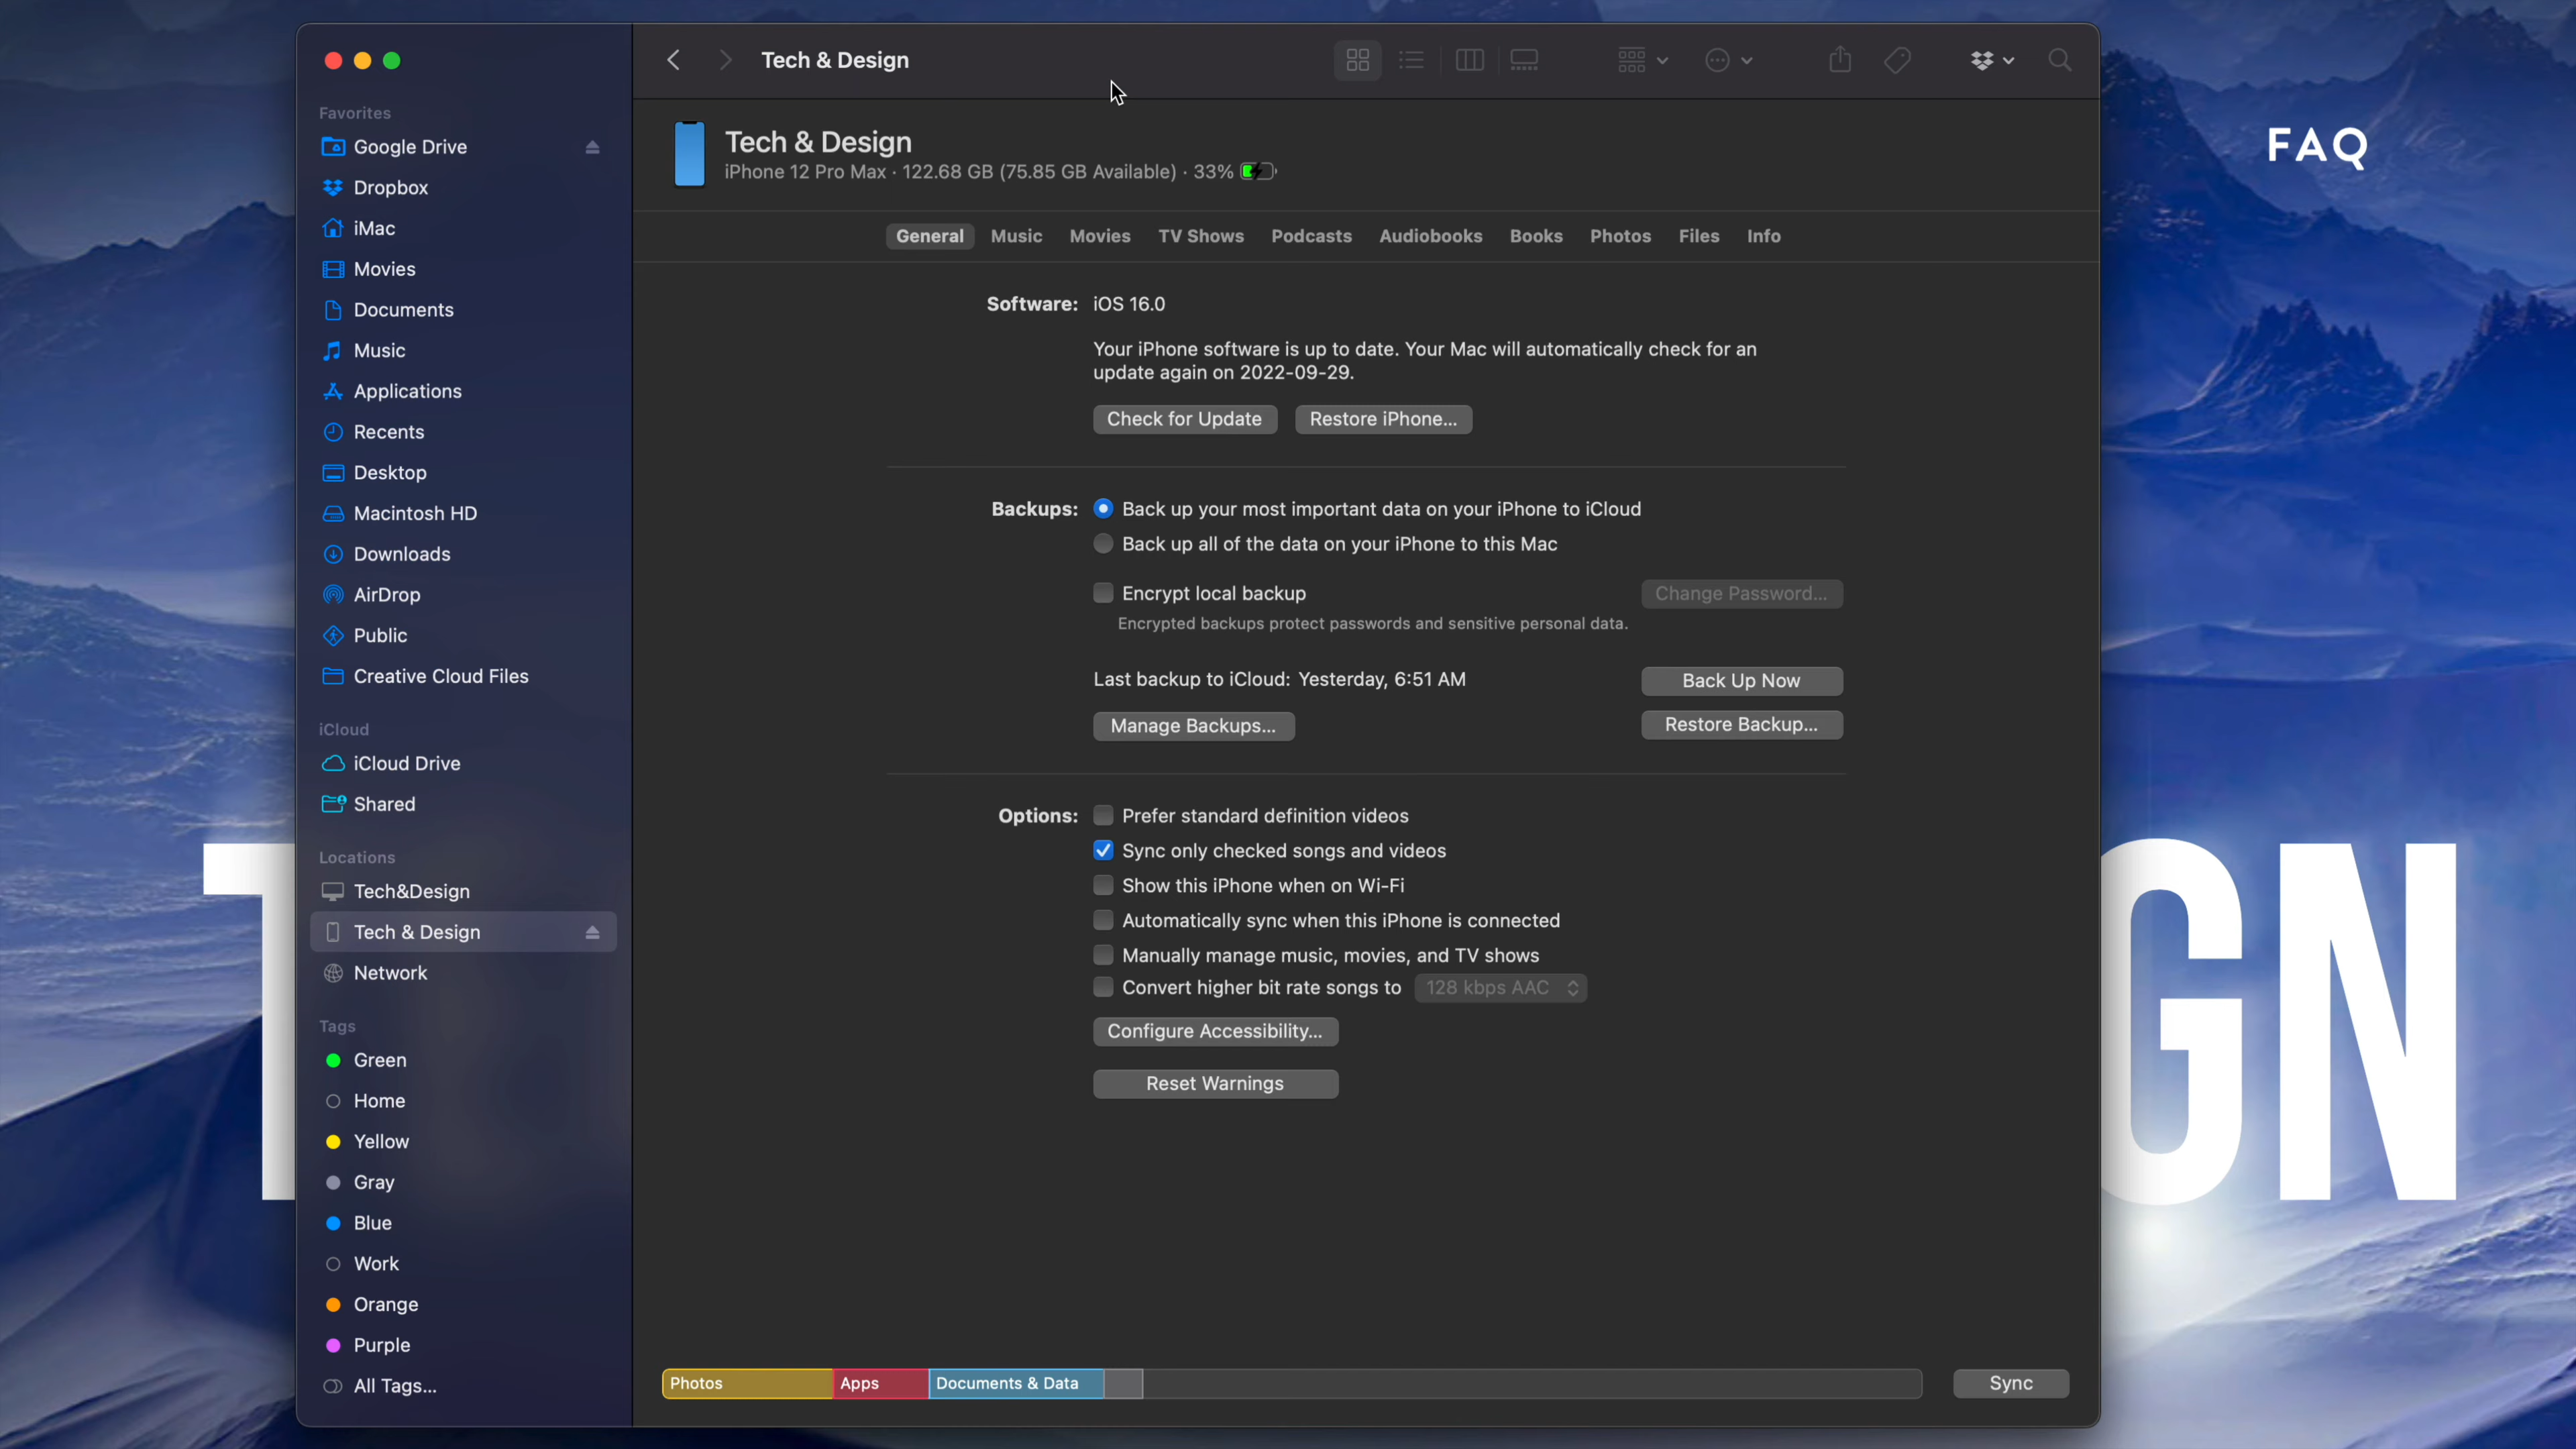 Tech & Design
FAQ
Favorites
Google Drive
Dropbox
iMac
Movies
Documents
Music
Applications
Recents
Desktop
Macintosh HD
Downloads
AirDrop
Public
Creative Cloud Files
iCloud
iCloud Drive
Shared
Locations
Tech&Design
Tech & Design
Network
Tags
Green
Home
Yellow
Gray
Blue
Work
Orange
Purple
All Tags...
Tech & Design
iPhone 12 Pro Max · 122.68 GB (75.85 GB Available) · 33%
General Music Movies TV Shows Podcasts Audiobooks Books Photos Files Info
Software: iOS 16.0
Your iPhone software is up to date. Your Mac will automatically check for an
update again on 2022-09-29.
Check for Update Restore iPhone...
Backups: Back up your most important data on your iPhone to iCloud
Back up all of the data on your iPhone to this Mac
Encrypt local backup Change Password...
Encrypted backups protect passwords and sensitive personal data.
Last backup to iCloud: Yesterday, 6:51 AM Back Up Now
Manage Backups... Restore Backup...
Options: Prefer standard definition videos
Sync only checked songs and videos
Show this iPhone when on Wi-Fi
Automatically sync when this iPhone is connected
Manually manage music, movies, and TV shows
Convert higher bit rate songs to 128 kbps AAC
Configure Accessibility...
Reset Warnings
Photos Apps Documents & Data Sync
T GN